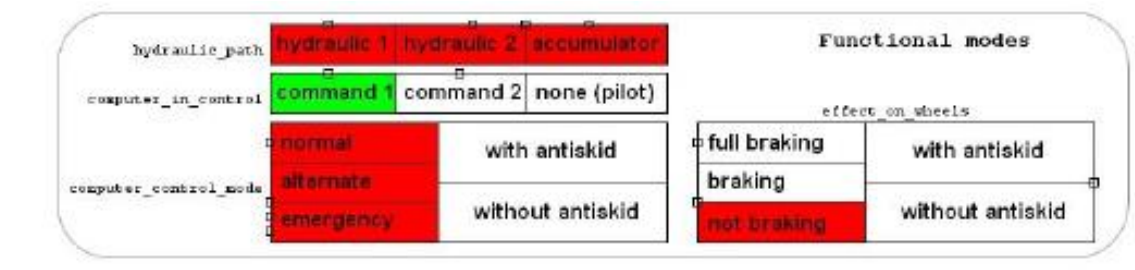 Functional modes
hydraulic_path hydraulic 1 hydraulic 2 accumulator
computer_in_control command 1 command 2 none (pilot)
effect_on_wheels
computer_control_mode
normal
alternate
emergency
with antiskid
without antiskid
full braking
braking
not braking
with antiskid
without antiskid